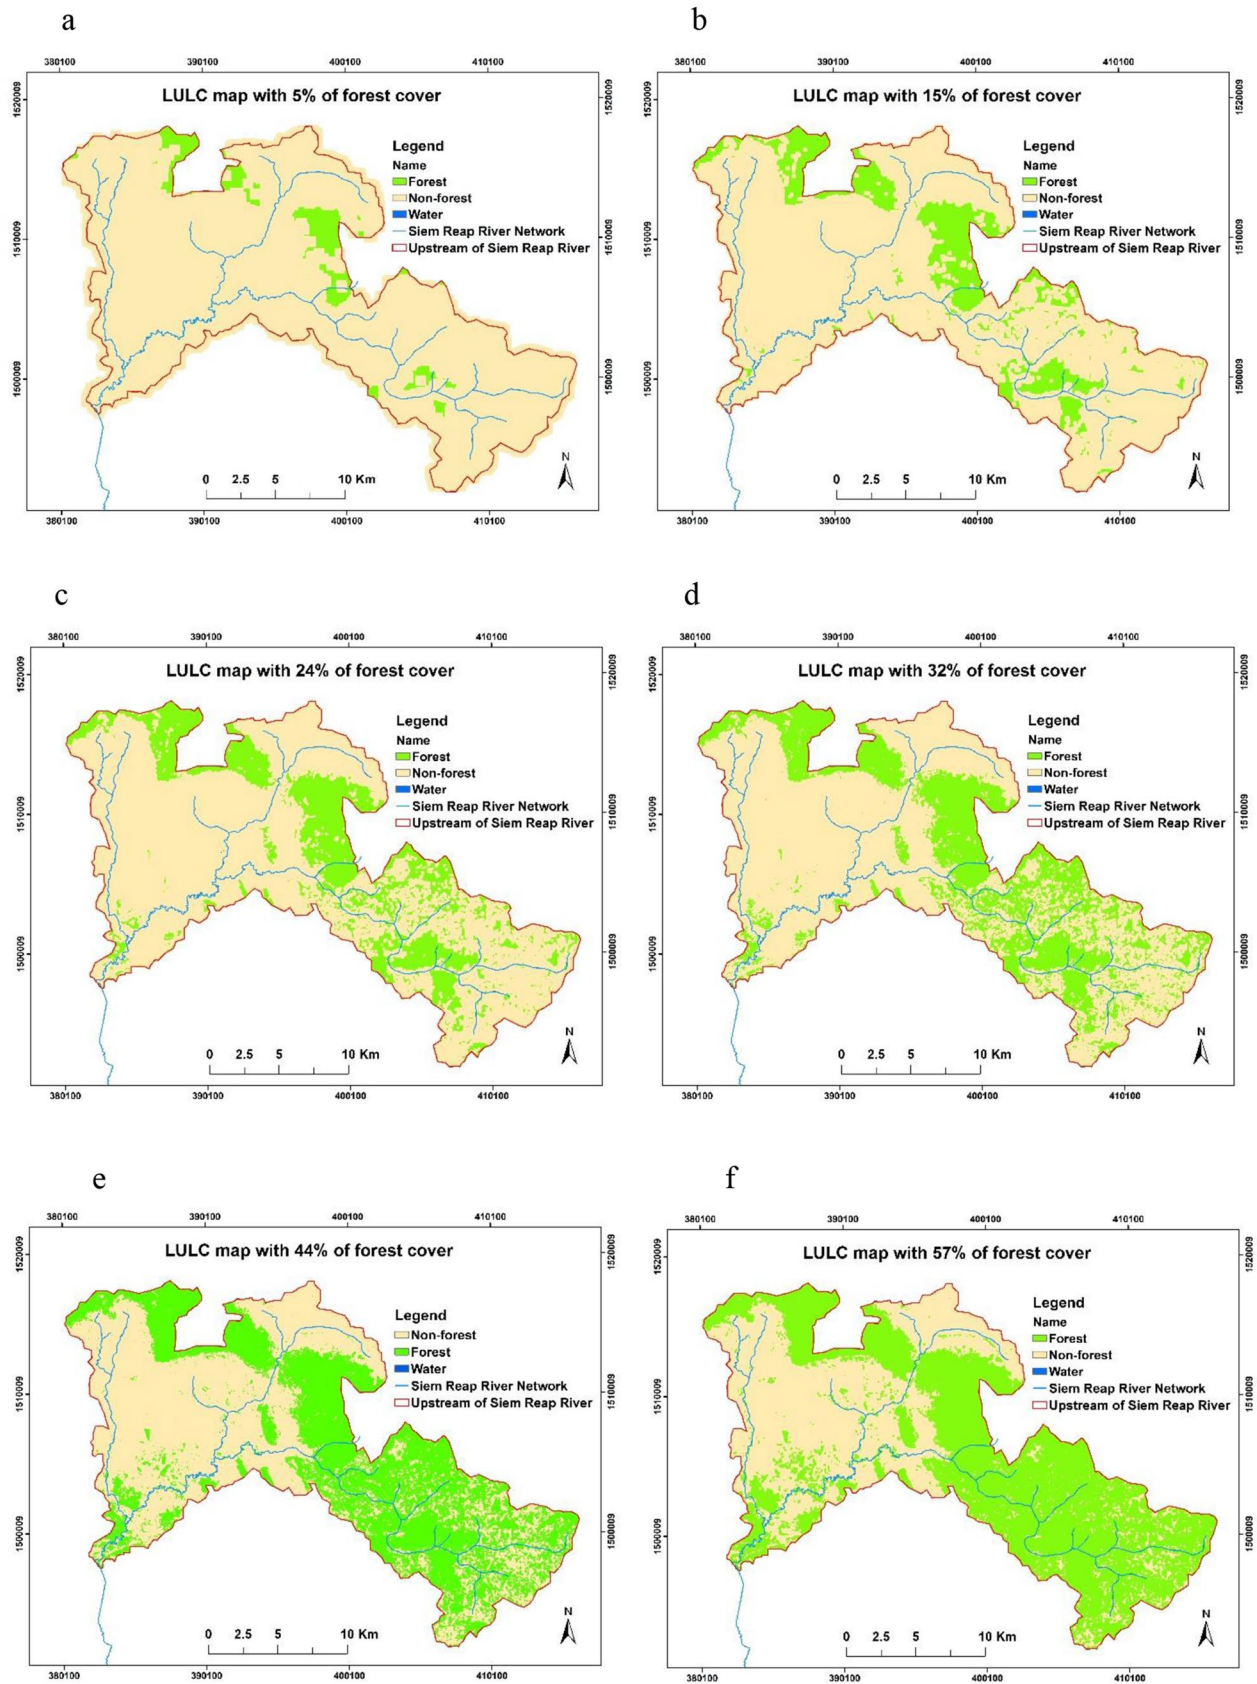 a
380100 390100 400100 410100
LULC map with 5% of forest cover
1520009 1520009
Legend
Name
Forest
Non-forest
Water
1510009 1510009
Siem Reap River Network
Upstream of Siem Reap River
1500009 1500009
N
0 2.5 5 10 Km
380100 390100 400100 410100
b
380100 390100 400100 410100
LULC map with 15% of forest cover
1520009 1520009
Legend
Name
Forest
Non-forest
Water
1510009 1510009
Siem Reap River Network
Upstream of Siem Reap River
1500009 1500009
N
0 2.5 5 10 Km
380100 390100 400100 410100
c
380100 390100 400100 410100
LULC map with 24% of forest cover
1520009 1520009
Legend
Name
Forest
Non-forest
Water
1510009 1510009
Siem Reap River Network
Upstream of Siem Reap River
1500009 1500009
N
0 2.5 5 10 Km
380100 390100 400100 410100
d
380100 390100 400100 410100
LULC map with 32% of forest cover
1520009 1520009
Legend
Name
Forest
Non-forest
Water
1510009 1510009
Siem Reap River Network
Upstream of Siem Reap River
1500009 1500009
N
0 2.5 5 10 Km
380100 390100 400100 410100
e
380100 390100 400100 410100
LULC map with 44% of forest cover
1520009 1520009
Legend
Non-forest
Forest
Water
1510009 1510009
Siem Reap River Network
Upstream of Siem Reap River
1500009 1500009
N
0 2.5 5 10 Km
380100 390100 400100 410100
f
380100 390100 400100 410100
LULC map with 57% of forest cover
1520009 1520009
Legend
Name
Forest
Non-forest
Water
1510009 1510009
Siem Reap River Network
Upstream of Siem Reap River
1500009 1500009
N
0 2.5 5 10 Km
380100 390100 400100 410100